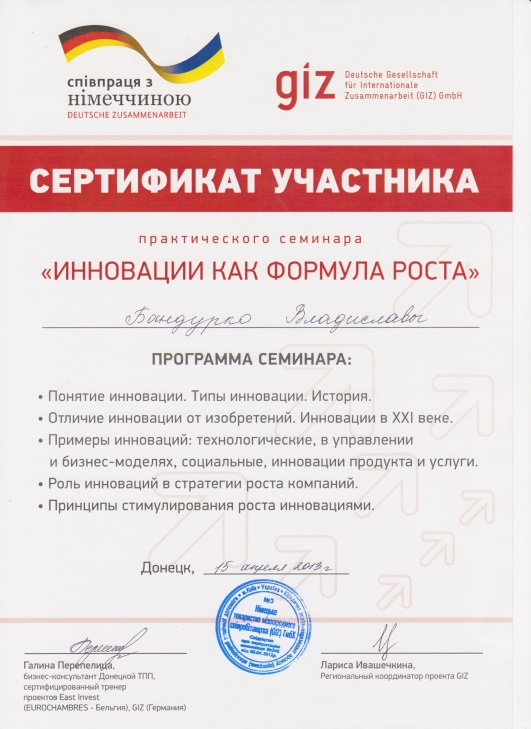 співпраця з
німеччиною
DEUTSCHE ZUSAMMENARBEIT
giz
Deutsche Gesellschaft
für Internationale
Zusammenarbeit (GIZ) GmbH
СЕРТИФИКАТ УЧАСТНИКА
практического семинара
«ИННОВАЦИИ КАК ФОРМУЛА РОСТА»
Бандурко Владиславы
ПРОГРАММА СЕМИНАРА:
• Понятие инновации. Типы инновации. История.
• Отличие инновации от изобретений. Инновации в XXI веке.
• Примеры инноваций: технологические, в управлении
и бизнес-моделях, социальные, инновации продукта и услуги.
• Роль инноваций в стратегии роста компаний.
• Принципы стимулирования роста инновациями.
Донецк, 15 апреля 2013 г
№3
Німецьке
товариство міжнародного
співробітництва (GIZ) ГмбХ
Галина Перепелица,
бизнес-консультант Донецкой ТПП,
сертифицированный тренер
проектов East Invest
(EUROCHAMBRES - Бельгия), GIZ (Германия)
Лариса Ивашечкина,
Региональный координатор проекта GIZ